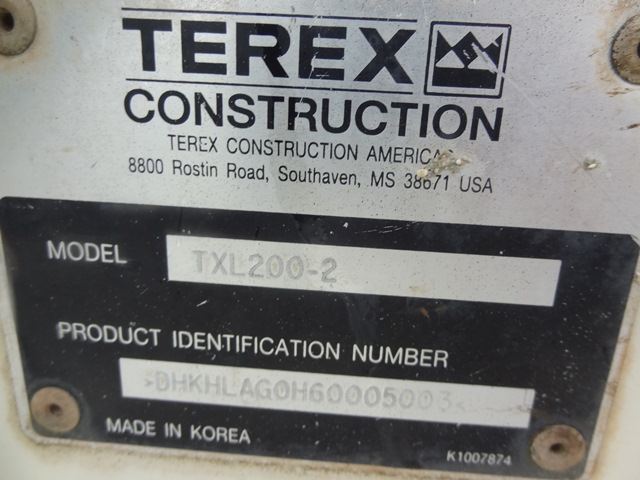 TEREX
CONSTRUCTION
TEREX CONSTRUCTION AMERICAS
8800 Rostin Road, Southaven, MS 38671 USA
MODEL TXL200-2
PRODUCT IDENTIFICATION NUMBER
DHKHLAG0H60005003
MADE IN KOREA
K1007874